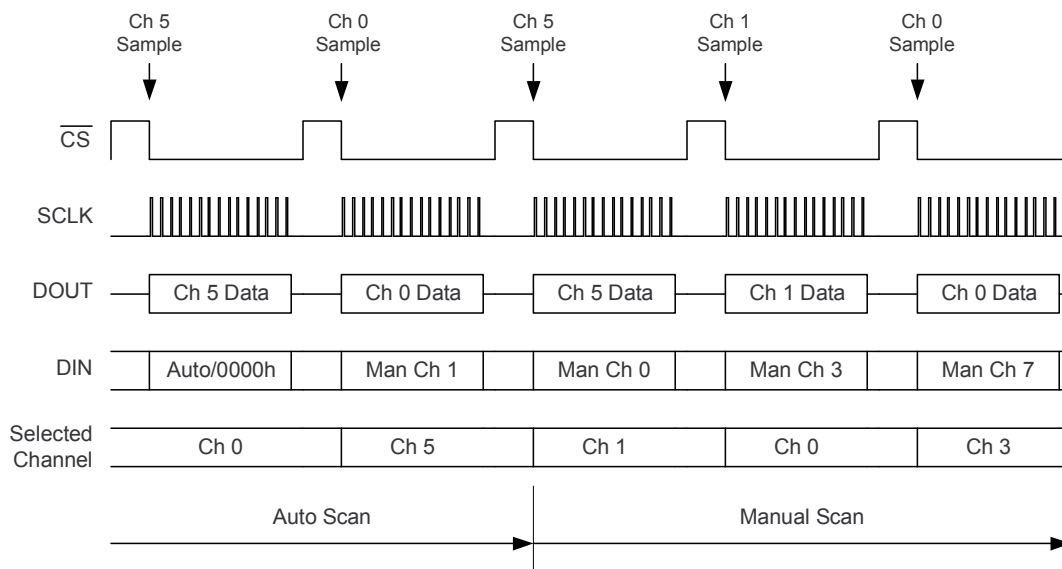 Ch 5 Sample
Ch 0 Sample
Ch 5 Sample
Ch 1 Sample
Ch 0 Sample
CS
SCLK
DOUT
Ch 5 Data
Ch 0 Data
Ch 5 Data
Ch 1 Data
Ch 0 Data
DIN
Auto/0000h
Man Ch 1
Man Ch 0
Man Ch 3
Man Ch 7
Selected
Channel
Ch 0
Ch 5
Ch 1
Ch 0
Ch 3
Auto Scan
Manual Scan